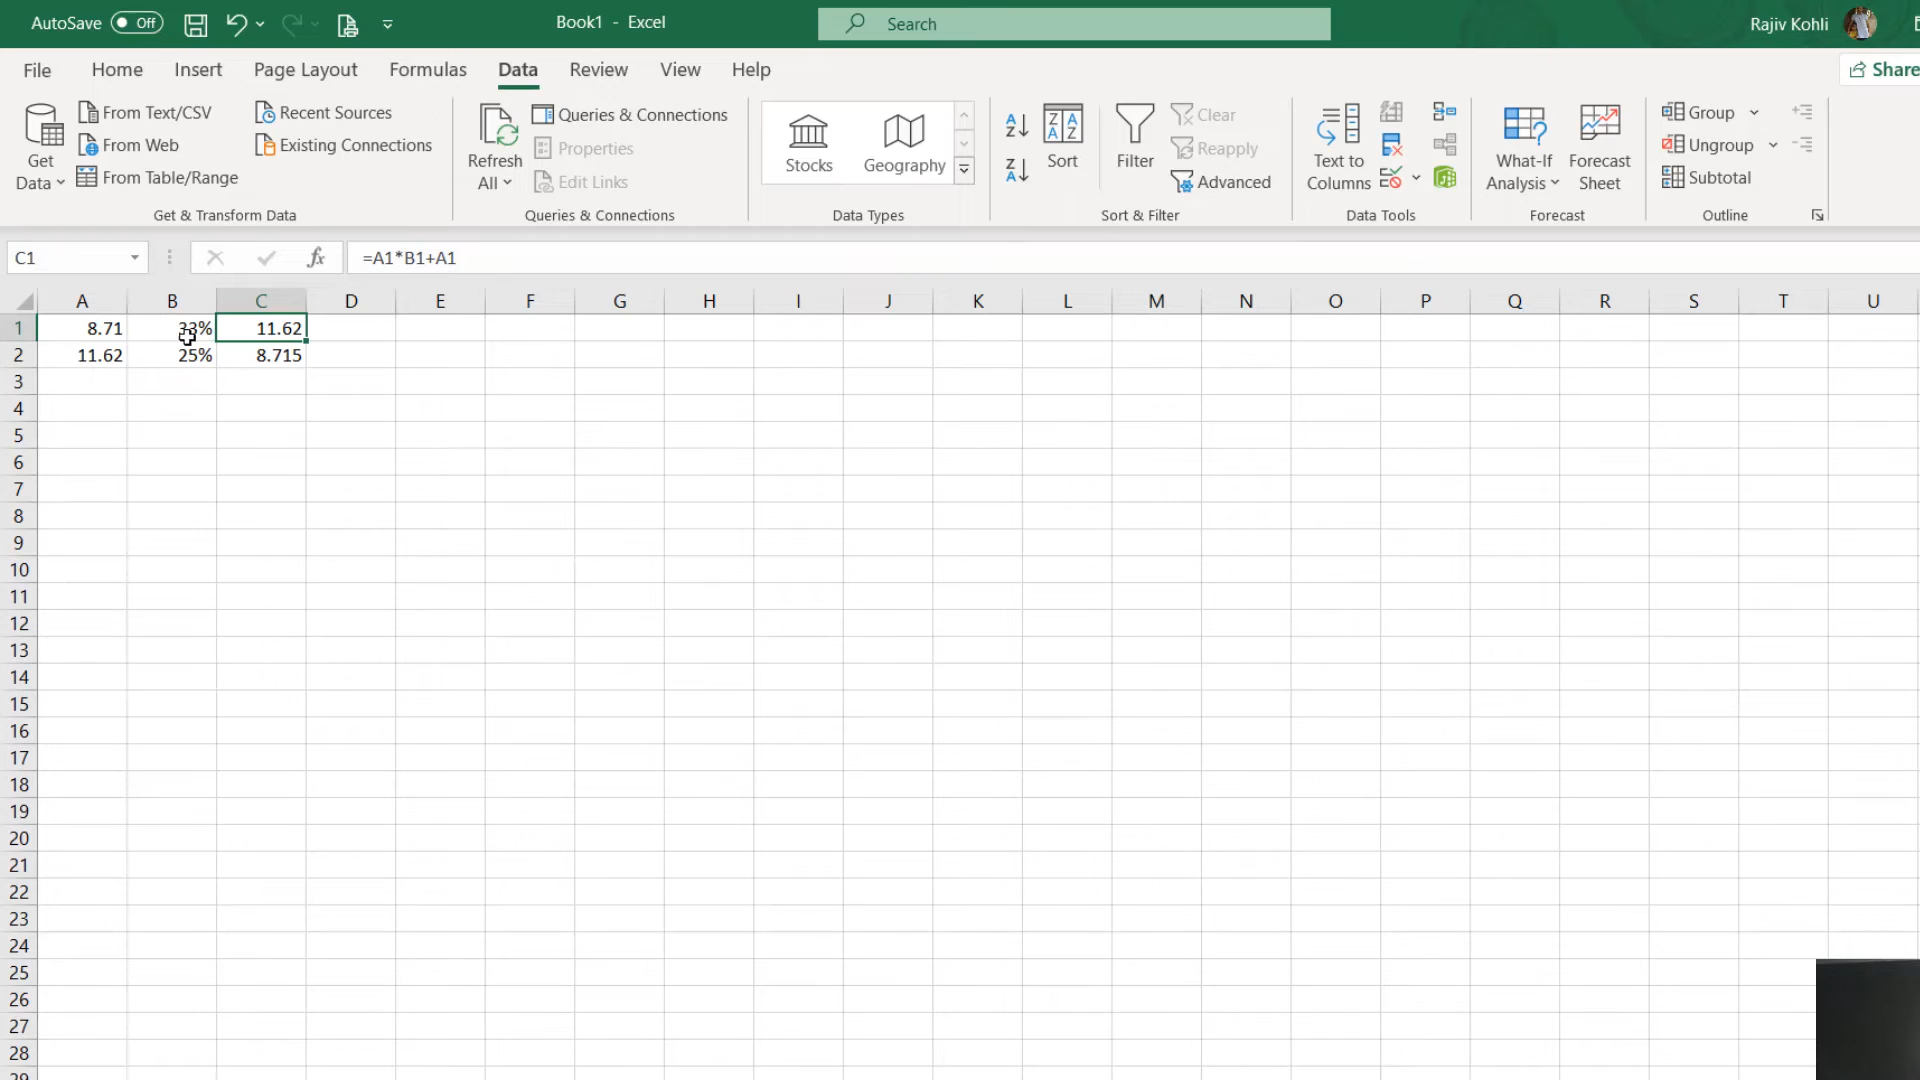 AutoSave Off Book1 - Excel Search Rajiv Kohli
File Home Insert Page Layout Formulas Data Review View Help Share
Get Data From Text/CSV From Web From Table/Range Recent Sources Existing Connections
Refresh All Queries & Connections Properties Edit Links
Stocks Geography
Sort Filter Clear Reapply Advanced
Text to Columns
What-If Analysis Forecast Sheet
Group Ungroup Subtotal
Get & Transform Data Queries & Connections Data Types Sort & Filter Data Tools Forecast Outline
C1 fx =A1*B1+A1
A B C D E F G H I J K L M N O P Q R S T U
1 8.71 33% 11.62
2 11.62 25% 8.715
3
4
5
6
7
8
9
10
11
12
13
14
15
16
17
18
19
20
21
22
23
24
25
26
27
28
29